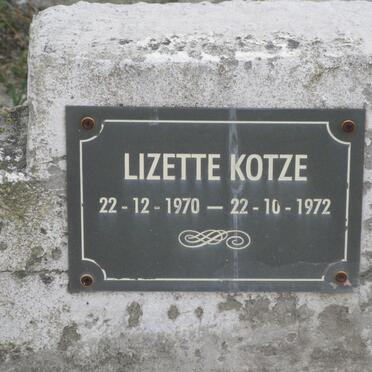 LIZETTE KOTZE
22 - 12 - 1970 — 22 - 10 - 1972